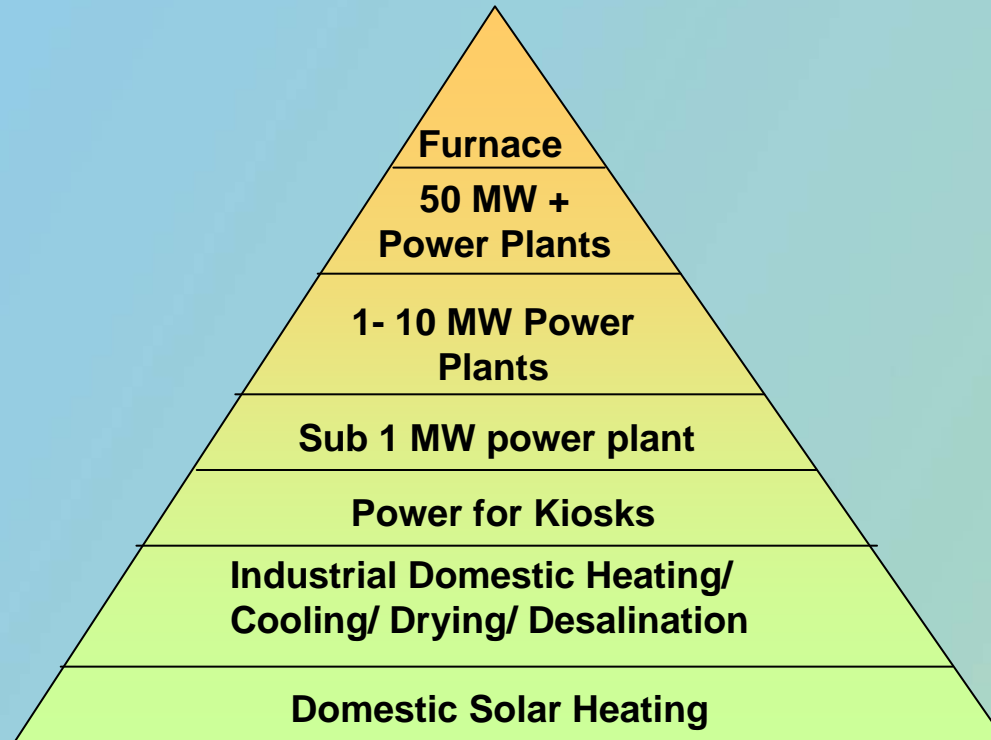 Furnace
50 MW +
Power Plants
1- 10 MW Power
Plants
Sub 1 MW power plant
Power for Kiosks
Industrial Domestic Heating/
Cooling/ Drying/ Desalination
Domestic Solar Heating